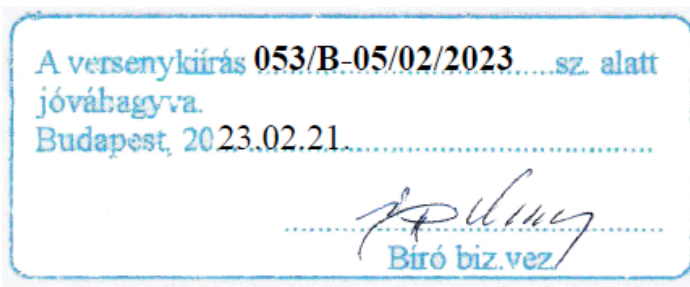 A versenykiírás 053/B-05/02/2023.....sz. alatt
jóváhagyva.
Budapest, 2023.02.21.
Bíró biz.vez